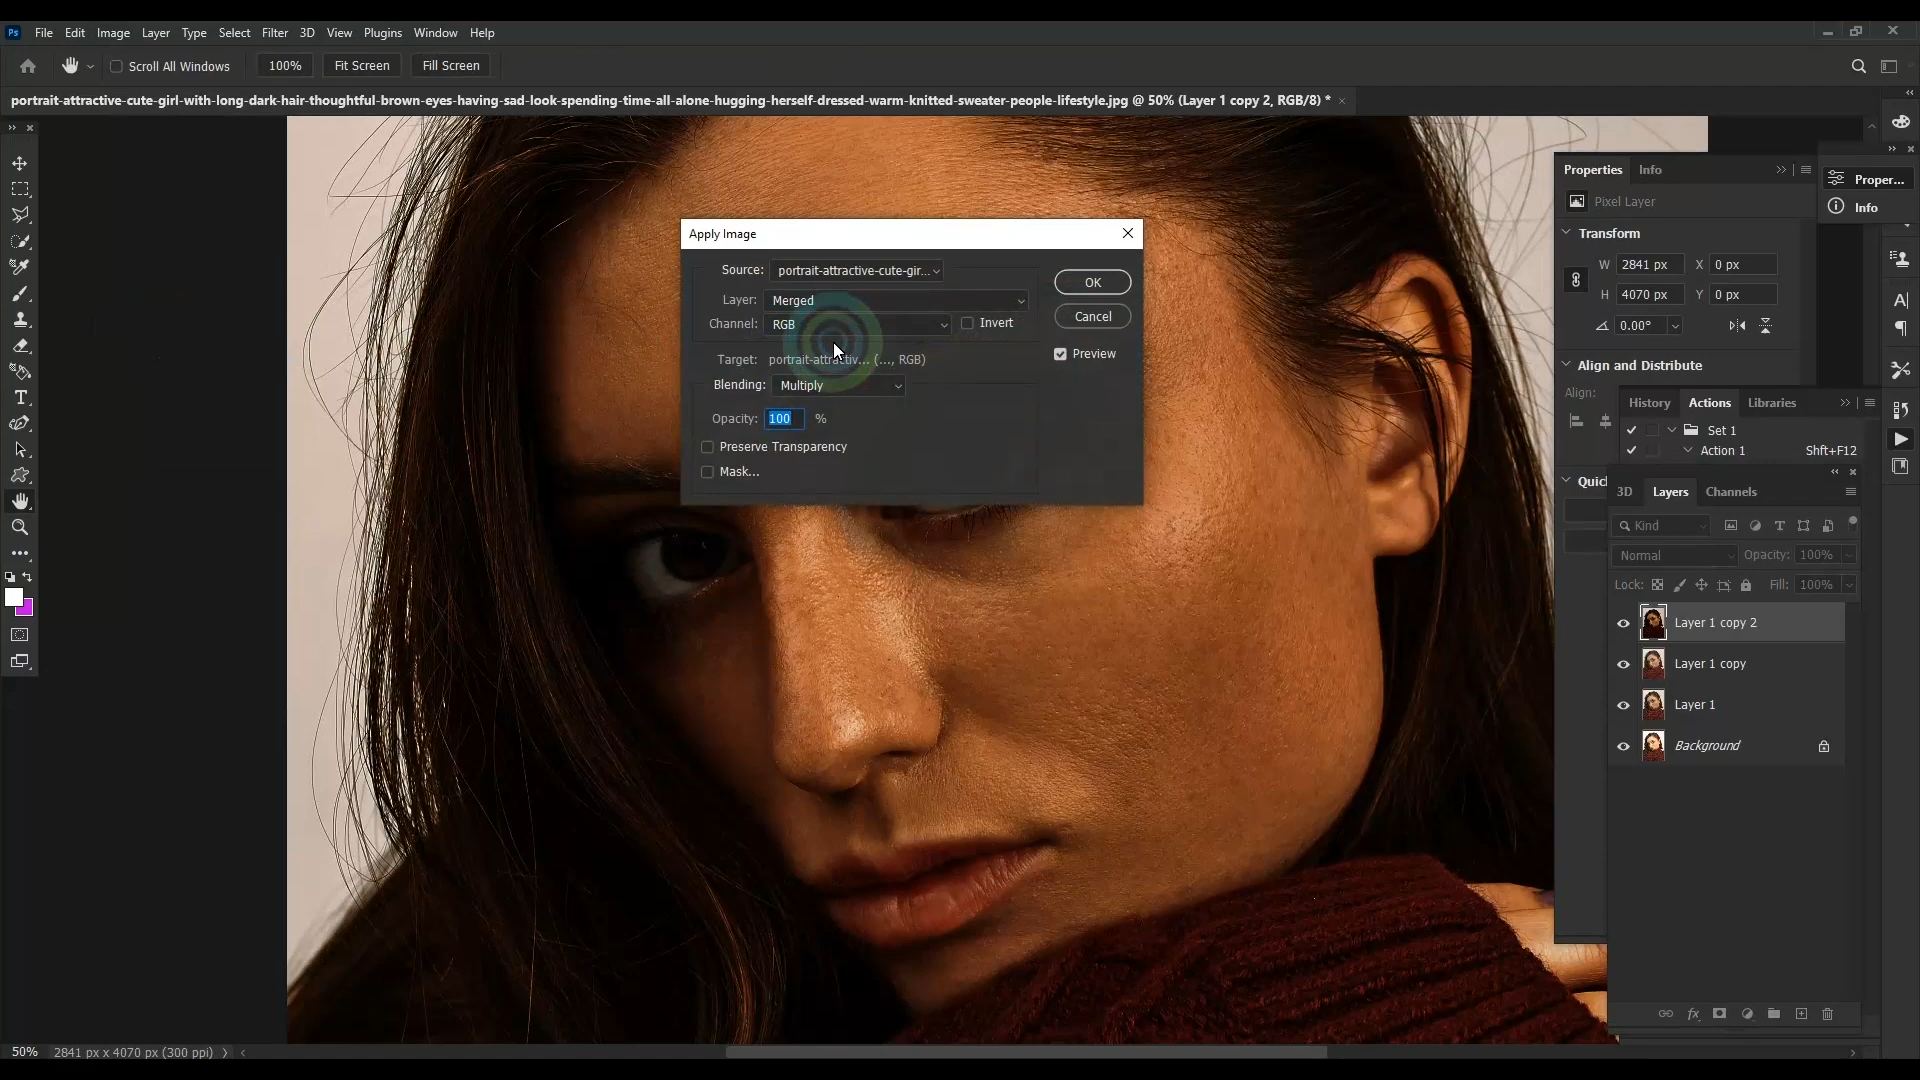 Ps File Edit Image Layer Type Select Filter 3D View Plugins Window Help
Scroll All Windows 100% Fit Screen Fill Screen
portrait-attractive-cute-girl-with-long-dark-hair-thoughtful-brown-eyes-having-sad-look-spending-time-all-alone-hugging-herself-dressed-warm-knitted-sweater-people-lifestyle.jpg @ 50% (Layer 1 copy 2, RGB/8) *
Apply Image
Source: portrait-attractive-cute-gir...
Layer: Merged
Channel: RGB
Invert
Target: portrait-attractiv... (..., RGB)
Blending: Multiply
Opacity: 100 %
Preserve Transparency
Mask...
OK
Cancel
Preview
Properties Info
Pixel Layer
Transform
W 2841 px X 0 px
H 4070 px Y 0 px
0.00°
Align and Distribute
Align:
Quic
Proper...
Info
History Actions Libraries
Set 1
Action 1 Shft+F12
3D Layers Channels
Kind
Normal Opacity: 100%
Lock: Fill: 100%
Layer 1 copy 2
Layer 1 copy
Layer 1
Background
50% 2841 px x 4070 px (300 ppi)